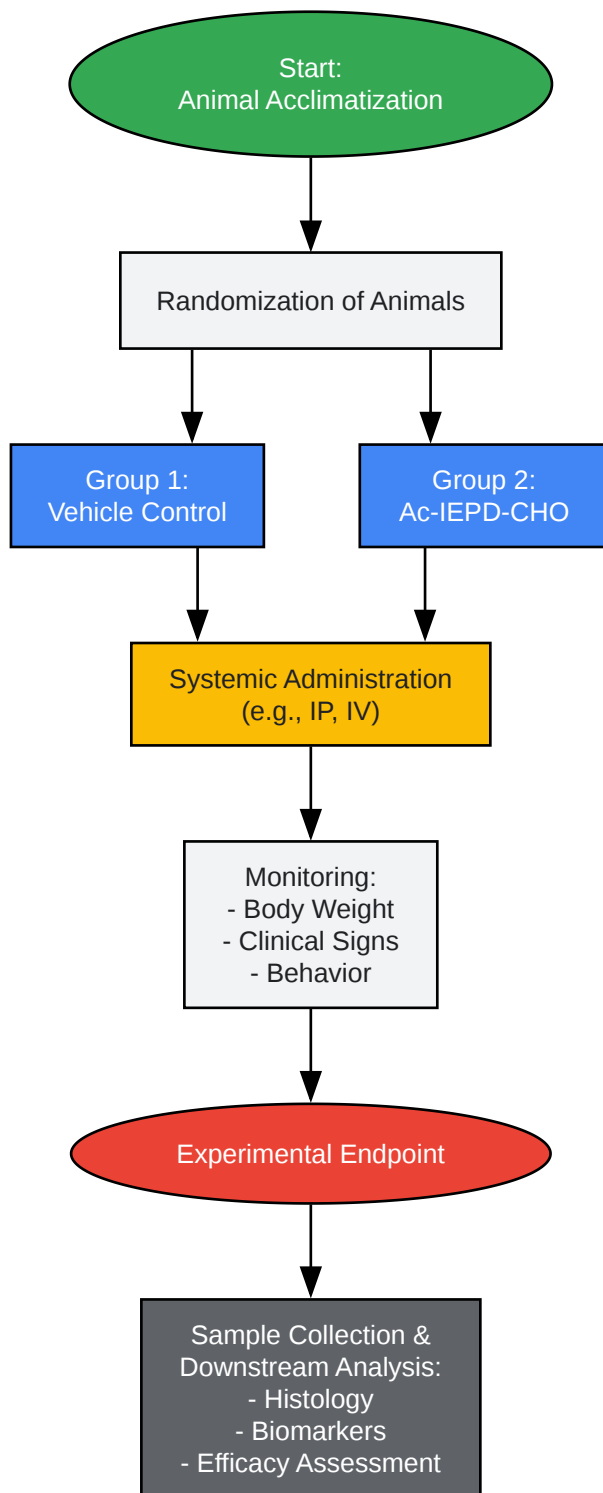 Start:
Animal Acclimatization
Randomization of Animals
Group 1:
Vehicle Control
Group 2:
Ac-IEPD-CHO
Systemic Administration
(e.g., IP, IV)
Monitoring:
- Body Weight
- Clinical Signs
- Behavior
Experimental Endpoint
Sample Collection &
Downstream Analysis:
- Histology
- Biomarkers
- Efficacy Assessment